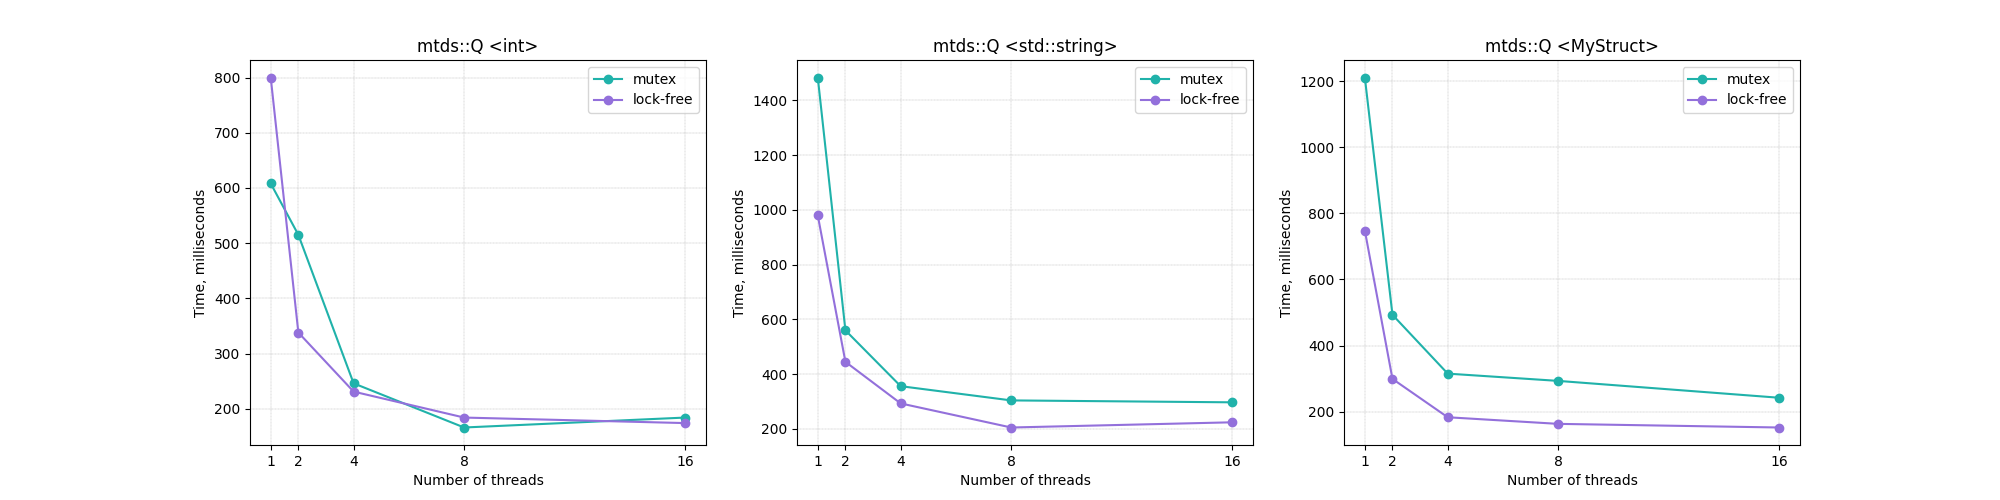 mtds::Q <int>
Time, milliseconds
800
700
600
500
400
300
200
1 2 4 8 16
Number of threads
mutex
lock-free
mtds::Q <std::string>
Time, milliseconds
1400
1200
1000
800
600
400
200
1 2 4 8 16
Number of threads
mutex
lock-free
mtds::Q <MyStruct>
Time, milliseconds
1200
1000
800
600
400
200
1 2 4 8 16
Number of threads
mutex
lock-free